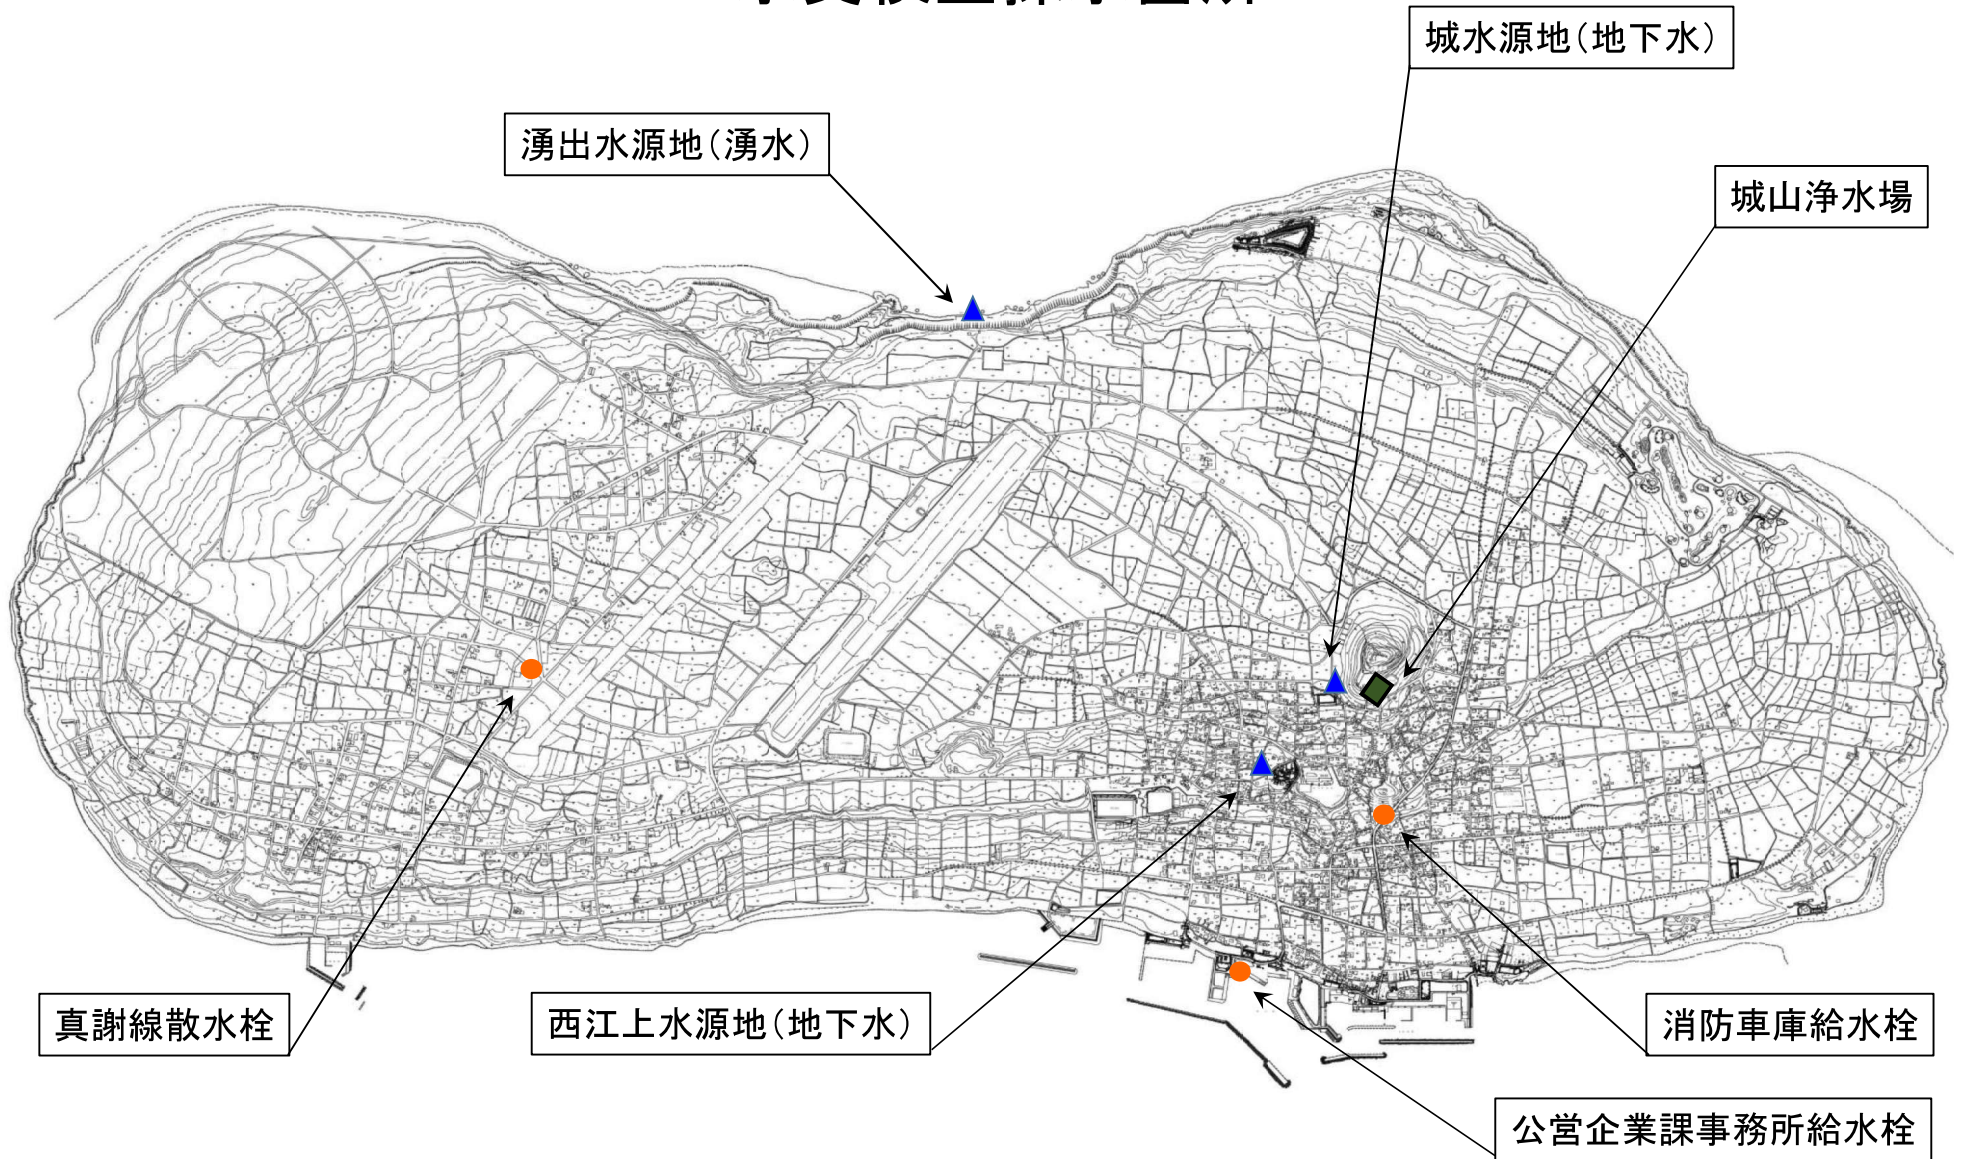 城水源地(地下水)
湧出水源地(湧水)
城山浄水場
真謝線散水栓
西江上水源地(地下水)
消防車庫給水栓
公営企業課事務所給水栓